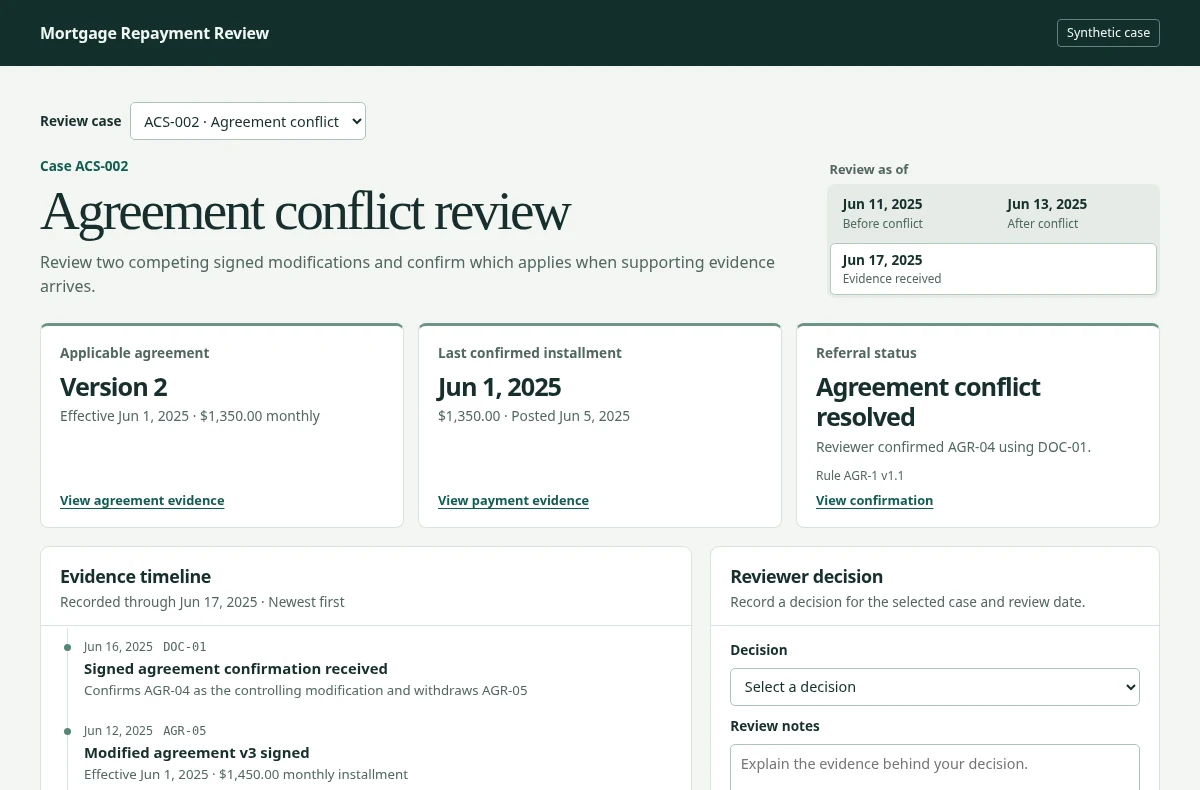 Mortgage Repayment Review
Synthetic case
Review case
ACS-002 · Agreement conflict
Case ACS-002
Agreement conflict review
Review two competing signed modifications and confirm which applies when supporting evidence
arrives.
Review as of
Jun 11, 2025
Before conflict
Jun 13, 2025
After conflict
Jun 17, 2025
Evidence received
Applicable agreement
Version 2
Effective Jun 1, 2025 · $1,350.00 monthly
View agreement evidence
Last confirmed installment
Jun 1, 2025
$1,350.00 · Posted Jun 5, 2025
View payment evidence
Referral status
Agreement conflict
resolved
Reviewer confirmed AGR-04 using DOC-01.
Rule AGR-1 v1.1
View confirmation
Evidence timeline
Recorded through Jun 17, 2025 · Newest first
Jun 16, 2025 DOC-01
Signed agreement confirmation received
Confirms AGR-04 as the controlling modification and withdraws AGR-05
Jun 12, 2025 AGR-05
Modified agreement v3 signed
Effective Jun 1, 2025 · $1,450.00 monthly installment
Reviewer decision
Record a decision for the selected case and review date.
Decision
Select a decision
Review notes
Explain the evidence behind your decision.